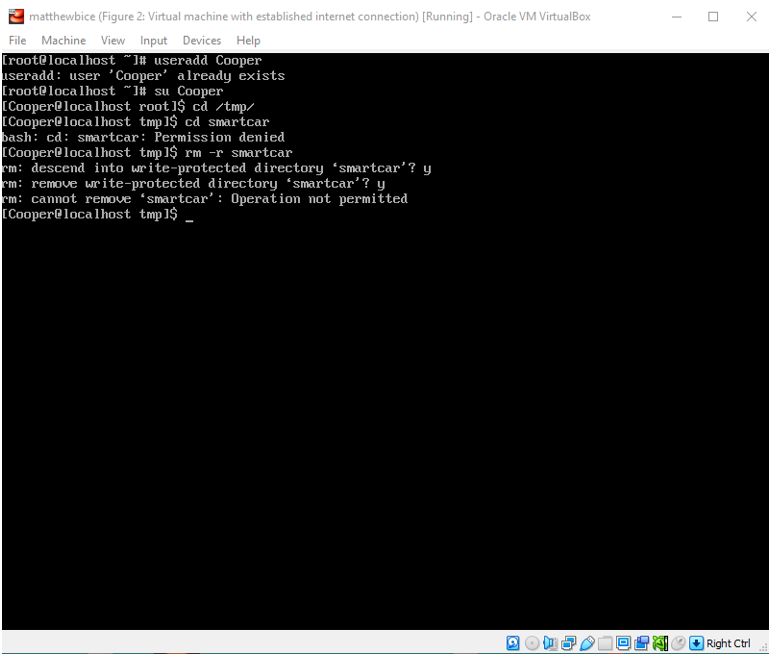 matthewbice (Figure 2: Virtual machine with established internet connection) [Running] - Oracle VM VirtualBox
File Machine View Input Devices Help
[root@localhost ~]# useradd Cooper
useradd: user 'Cooper' already exists
[root@localhost ~]# su Cooper
[Cooper@localhost root]$ cd /tmp/
[Cooper@localhost tmp]$ cd smartcar
bash: cd: smartcar: Permission denied
[Cooper@localhost tmp]$ rm -r smartcar
rm: descend into write-protected directory ‘smartcar’? y
rm: remove write-protected directory ‘smartcar’? y
rm: cannot remove ‘smartcar’: Operation not permitted
[Cooper@localhost tmp]$ _
Right Ctrl